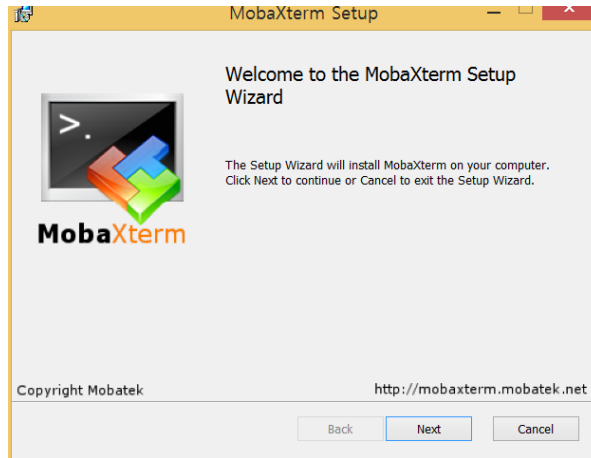 MobaXterm Setup
Welcome to the MobaXterm Setup
Wizard
The Setup Wizard will install MobaXterm on your computer.
Click Next to continue or Cancel to exit the Setup Wizard.
>.
MobaXterm
Copyright Mobatek
http://mobaxterm.mobatek.net
Back
Next
Cancel